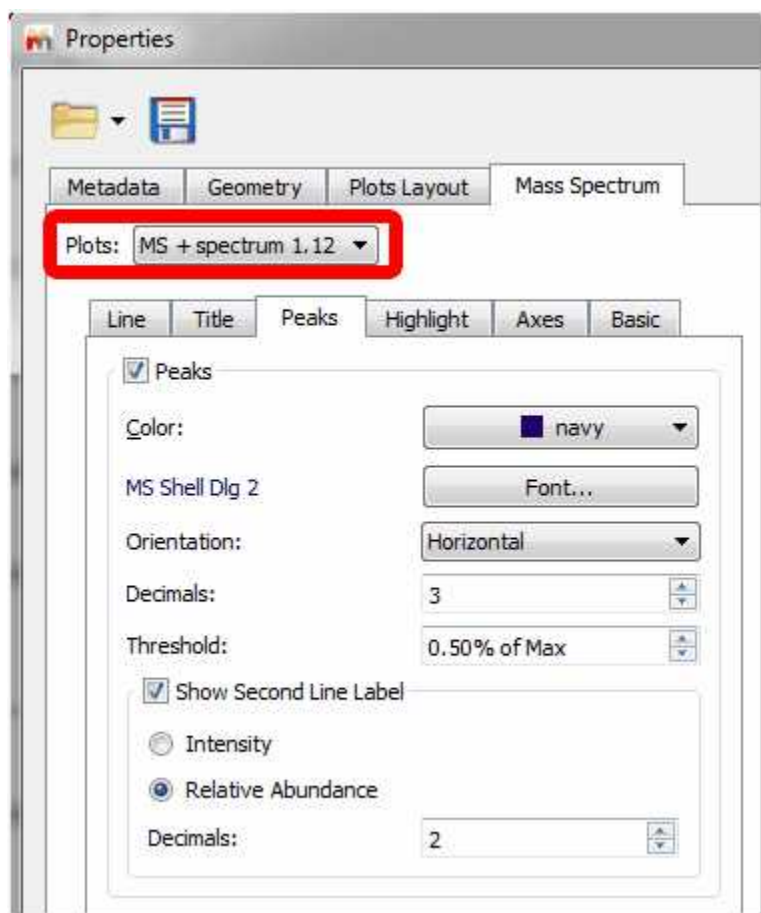 Properties
Metadata Geometry Plots Layout Mass Spectrum
Plots: MS + spectrum 1.12
Line Title Peaks Highlight Axes Basic
Peaks
Color: navy
MS Shell Dlg 2 Font...
Orientation: Horizontal
Decimals: 3
Threshold: 0.50% of Max
Show Second Line Label
Intensity
Relative Abundance
Decimals: 2